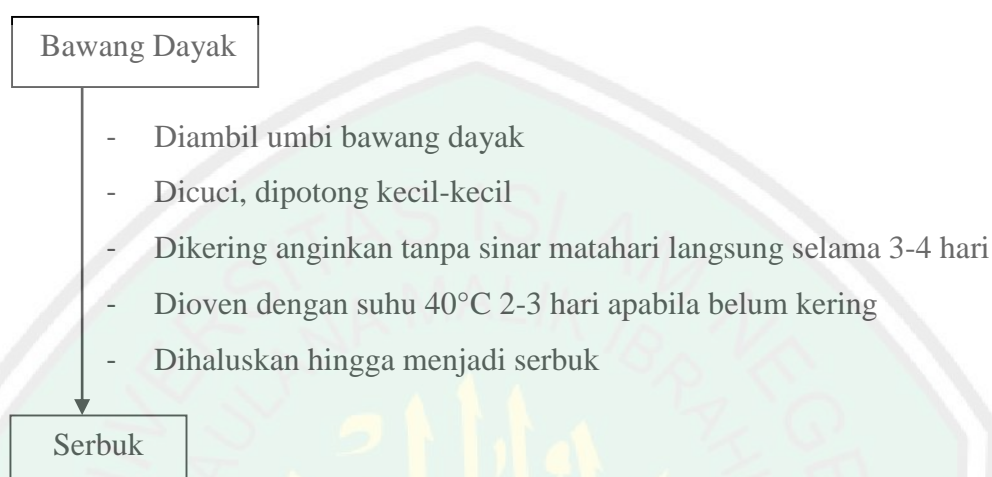 Bawang Dayak
- Diambil umbi bawang dayak
- Dicuci, dipotong kecil-kecil
- Dikering anginkan tanpa sinar matahari langsung selama 3-4 hari
- Dioven dengan suhu 40°C 2-3 hari apabila belum kering
- Dihaluskan hingga menjadi serbuk
Serbuk